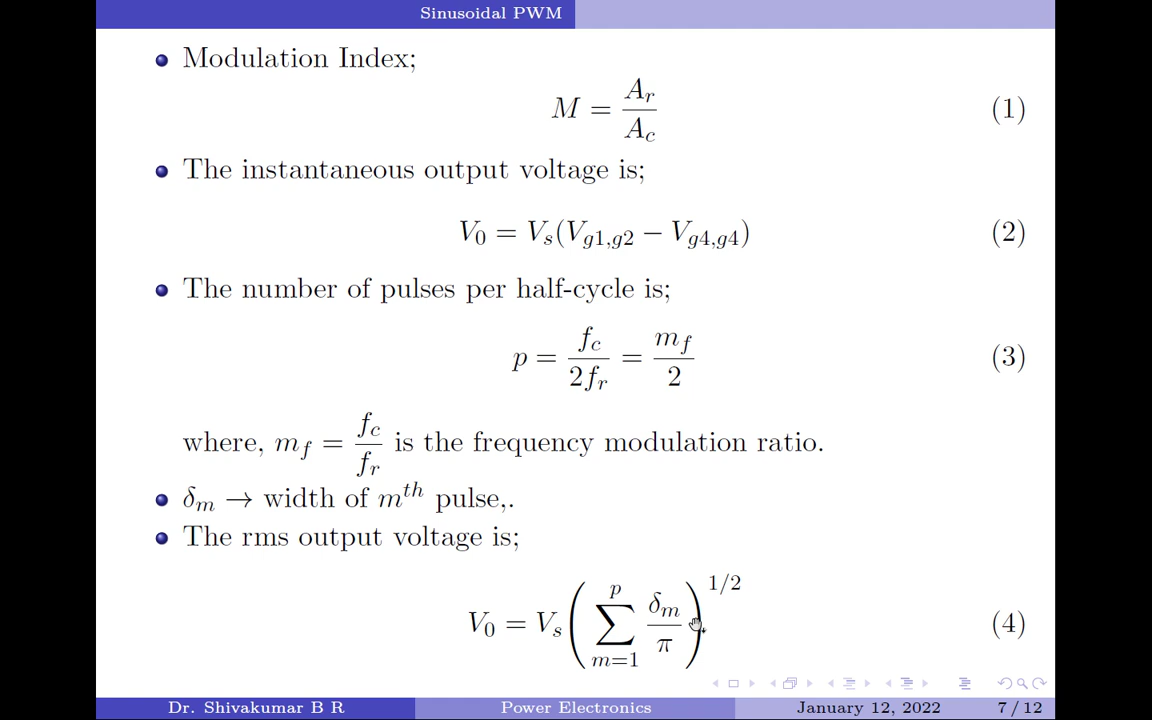 Sinusoidal PWM
Modulation Index;
M = A_r / A_c (1)
The instantaneous output voltage is;
V_0 = V_s(V_{g1,g2} − V_{g4,g4}) (2)
The number of pulses per half-cycle is;
p = f_c / 2f_r = m_f / 2 (3)
where, m_f = f_c / f_r is the frequency modulation ratio.
δ_m → width of m^{th} pulse,.
The rms output voltage is;
V_0 = V_s ( ∑_{m=1}^{p} δ_m / π )^{1/2} (4)
Dr. Shivakumar B R Power Electronics January 12, 2022 7 / 12